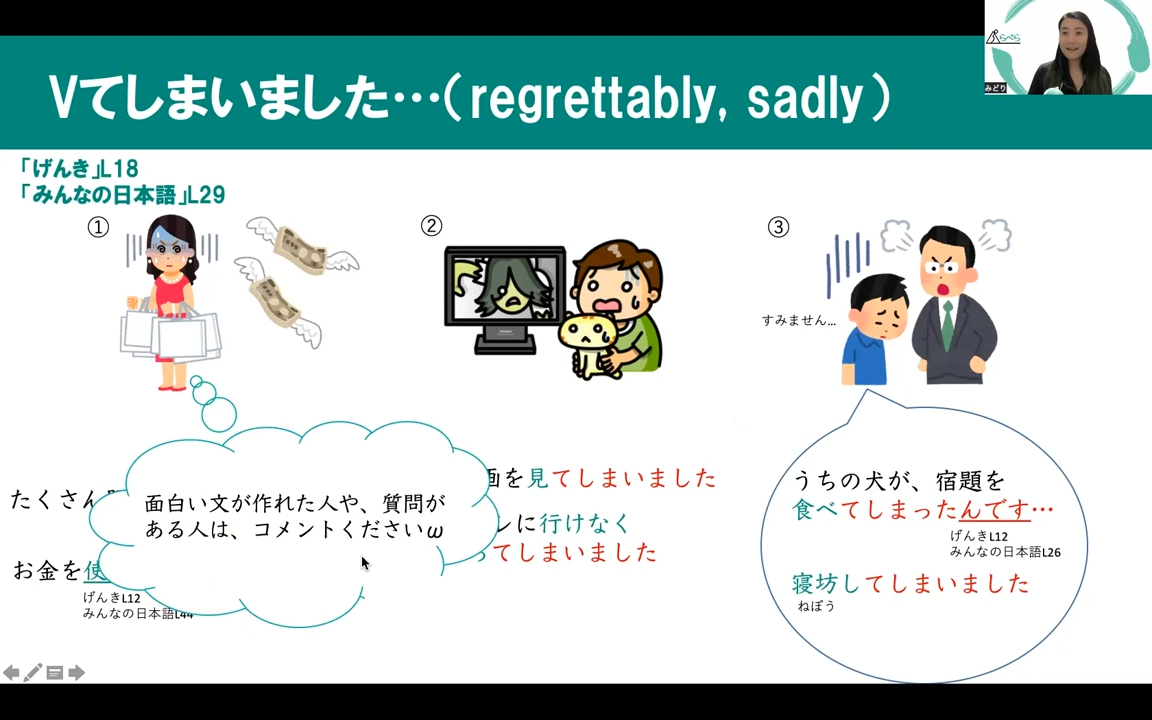 Vてしまいました…（regrettably, sadly）
らぺら
みどり
「げんき」L18
「みんなの日本語」L29
①
②
③
すみません…
たくさん
お金を使
げんきL12
みんなの日本語L44
面白い文が作れた人や、質問が
ある人は、コメントくださいω
画を見てしまいました
ンに行けなく
てしまいました
うちの犬が、宿題を
食べてしまったんです…
げんきL12
みんなの日本語L26
寝坊してしまいました
ねぼう